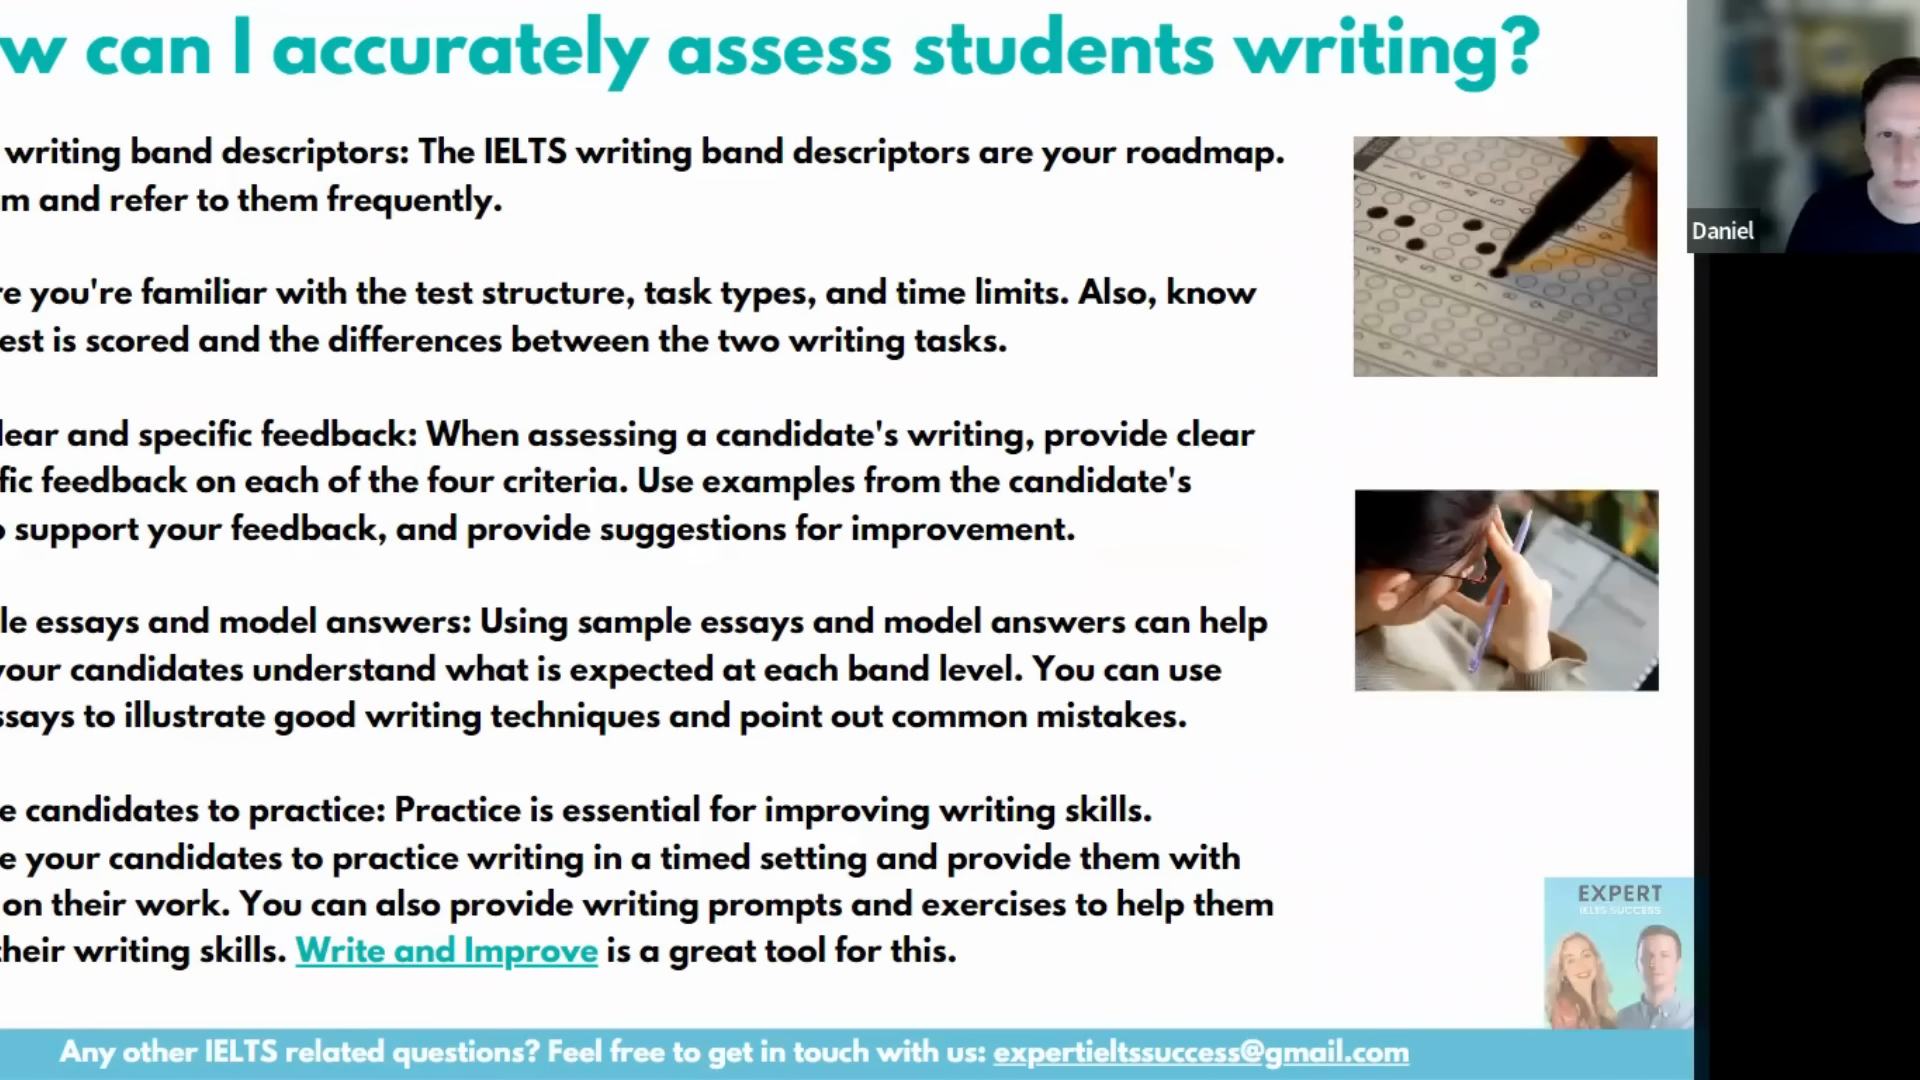 w can I accurately assess students writing?
writing band descriptors: The IELTS writing band descriptors are your roadmap.
m and refer to them frequently.
e you're familiar with the test structure, task types, and time limits. Also, know
est is scored and the differences between the two writing tasks.
lear and specific feedback: When assessing a candidate's writing, provide clear
fic feedback on each of the four criteria. Use examples from the candidate's
o support your feedback, and provide suggestions for improvement.
le essays and model answers: Using sample essays and model answers can help
your candidates understand what is expected at each band level. You can use
ssays to illustrate good writing techniques and point out common mistakes.
e candidates to practice: Practice is essential for improving writing skills.
e your candidates to practice writing in a timed setting and provide them with
on their work. You can also provide writing prompts and exercises to help them
their writing skills. Write and Improve is a great tool for this.
Any other IELTS related questions? Feel free to get in touch with us: expertieltssuccess@gmail.com
Daniel
EXPERT
IELTS SUCCESS